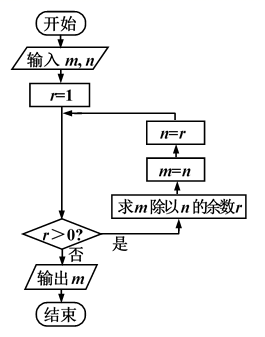 开始
输入 m, n
r=1
n=r
m=n
求m除以n的余数r
r>0?
是
否
输出m
结束